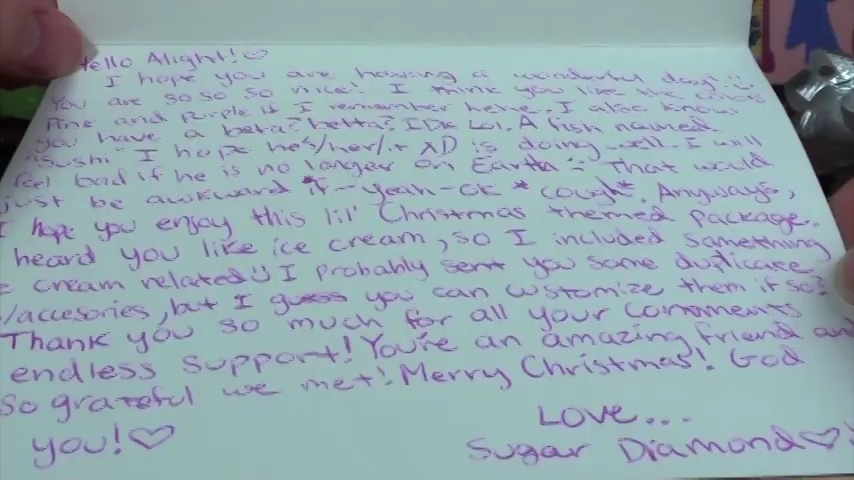 Hello Alight! ♡
I hope you are having a wonderful day! :)
You are so so so nice! I think you like the colors
Pink and purple if I remember hehe. I also know
you have a beta? betta? Idk Lol. A fish named
"Sushi" I hope he's/her/it XD is doing well. I will
feel bad if he is no longer on Earth :- That would
just be awkward if - yeah - ok *cough*. Anyways,
I hope you enjoy this lil' Christmas themed package.
heard you like ice cream, so I included something
e cream related :) I probably sent you some duplicate
/accesories, but I guess you can customize them if so?
Thank you so much for all your comments
endless support! You're an amazing friend and
So grateful we met! Merry Christmas! God
you! ♡
Love...
Sugar Diamond ♡